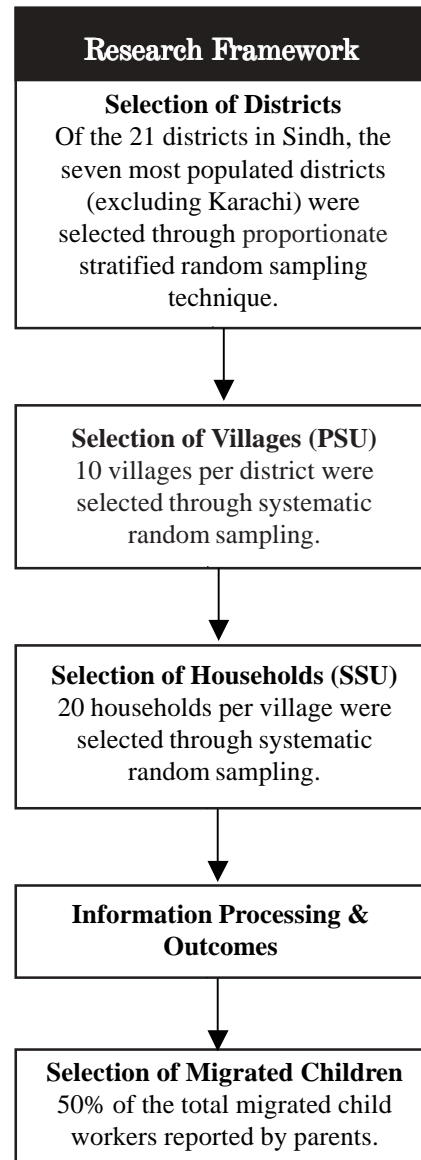 Research Framework
Selection of Districts
Of the 21 districts in Sindh, the
seven most populated districts
(excluding Karachi) were
selected through proportionate
stratified random sampling
technique.
Selection of Villages (PSU)
10 villages per district were
selected through systematic
random sampling.
Selection of Households (SSU)
20 households per village were
selected through systematic
random sampling.
Information Processing &
Outcomes
Selection of Migrated Children
50% of the total migrated child
workers reported by parents.